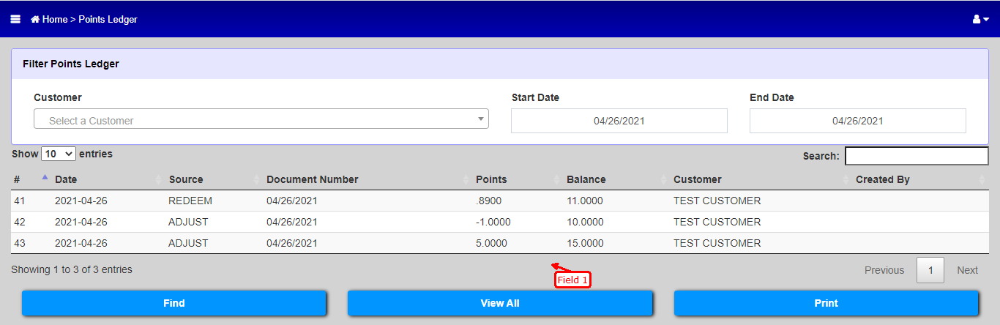 Home > Points Ledger
Filter Points Ledger
Customer Start Date End Date
Select a Customer 04/26/2021 04/26/2021
Show 10 entries Search:
# Date Source Document Number Points Balance Customer Created By
41 2021-04-26 REDEEM 04/26/2021 .8900 11.0000 TEST CUSTOMER
42 2021-04-26 ADJUST 04/26/2021 -1.0000 10.0000 TEST CUSTOMER
43 2021-04-26 ADJUST 04/26/2021 5.0000 15.0000 TEST CUSTOMER
Showing 1 to 3 of 3 entries Previous 1 Next
Field 1
Find View All Print